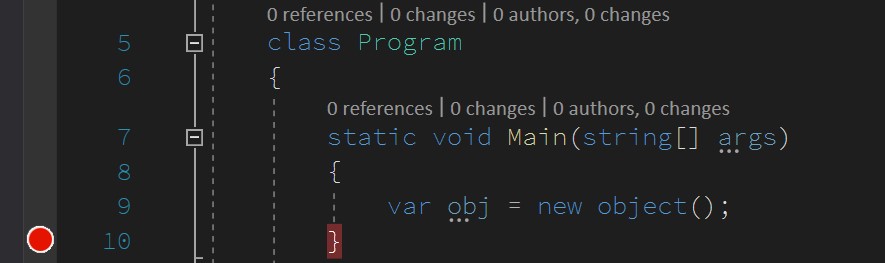 0 references | 0 changes | 0 authors, 0 changes
5 class Program
6 {
0 references | 0 changes | 0 authors, 0 changes
7 static void Main(string[] args)
8 {
9 var obj = new object();
10 }